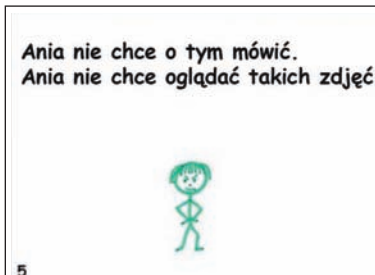 Ania nie chce o tym mówić.
Ania nie chce oglądać takich zdjęć
5